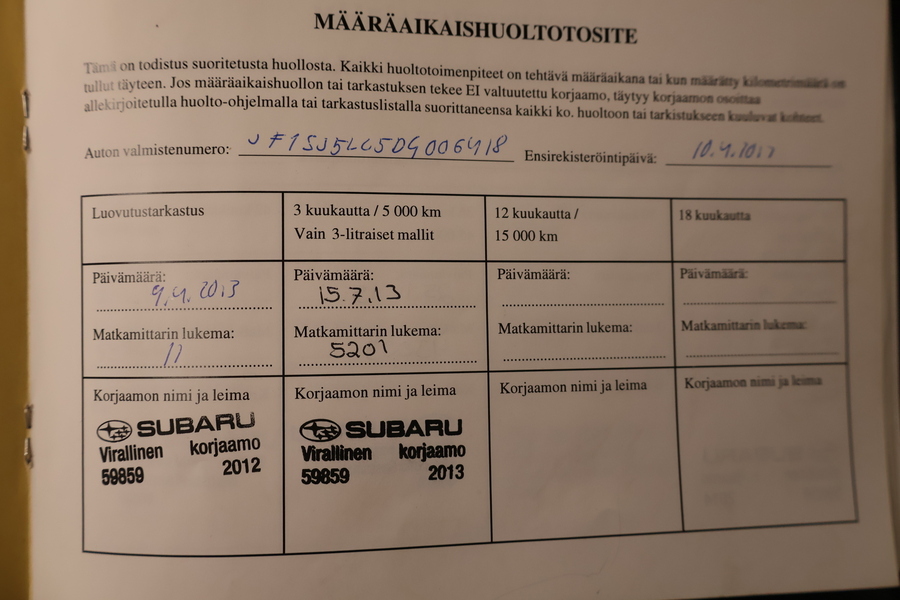 MÄÄRÄAIKAISHUOLTOTOSITE
Tämä on todistus suoritetusta huollosta. Kaikki huoltotoimenpiteet on tehtävä määräaikana tai kun määrätty kilometrimäärä on
tullut täyteen. Jos määräaikaishuollon tai tarkastuksen tekee EI valtuutettu korjaamo, täytyy korjaamon osoittaa
allekirjoitetulla huolto-ohjelmalla tai tarkastuslistalla suorittaneensa kaikki ko. huoltoon tai tarkistukseen kuuluvat kohteet.
Auton valmistenumero: JF1SJ5LC5DG006418 Ensirekisteröintipäivä: 10.4.2013
Luovutustarkastus
3 kuukautta / 5 000 km
Vain 3-litraiset mallit
12 kuukautta /
15 000 km
18 kuukautta
Päivämäärä: 9.4.2013
Päivämäärä: 15.7.13
Päivämäärä:
Päivämäärä:
Matkamittarin lukema: 11
Matkamittarin lukema: 5201
Matkamittarin lukema:
Matkamittarin lukema:
Korjaamon nimi ja leima
SUBARU
Virallinen korjaamo
59859 2012
Korjaamon nimi ja leima
SUBARU
Virallinen korjaamo
59859 2013
Korjaamon nimi ja leima
Korjaamon nimi ja leima